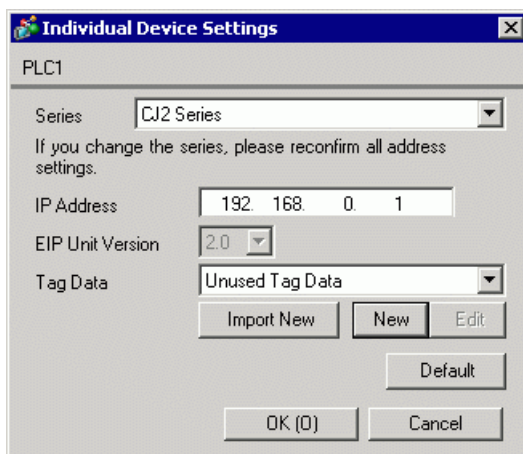 Individual Device Settings
PLC1
Series CJ2 Series
If you change the series, please reconfirm all address
settings.
IP Address 192. 168. 0. 1
EIP Unit Version 2.0
Tag Data Unused Tag Data
Import New New Edit
Default
OK (O) Cancel